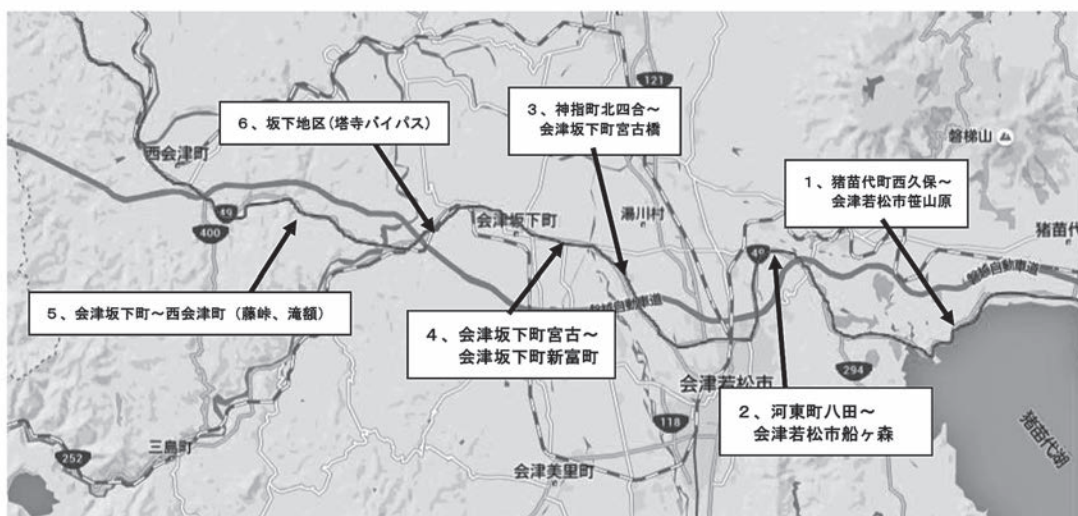 121
3、神指町北四合～
会津坂下町宮古橋
6、坂下地区(塔寺バイパス)
磐梯山
西会津町
1、猪苗代町西久保～
会津若松市笹山原
湯川村
会津坂下町
49
400
49
猪苗代
磐越自動車道
5、会津坂下町～西会津町（藤峠、滝額）
磐越自動車道
4、会津坂下町宮古～
会津坂下町新富町
294
会津若松市
2、河東町八田～
会津若松市船ヶ森
118
三島町
252
会津美里町
猪苗代湖